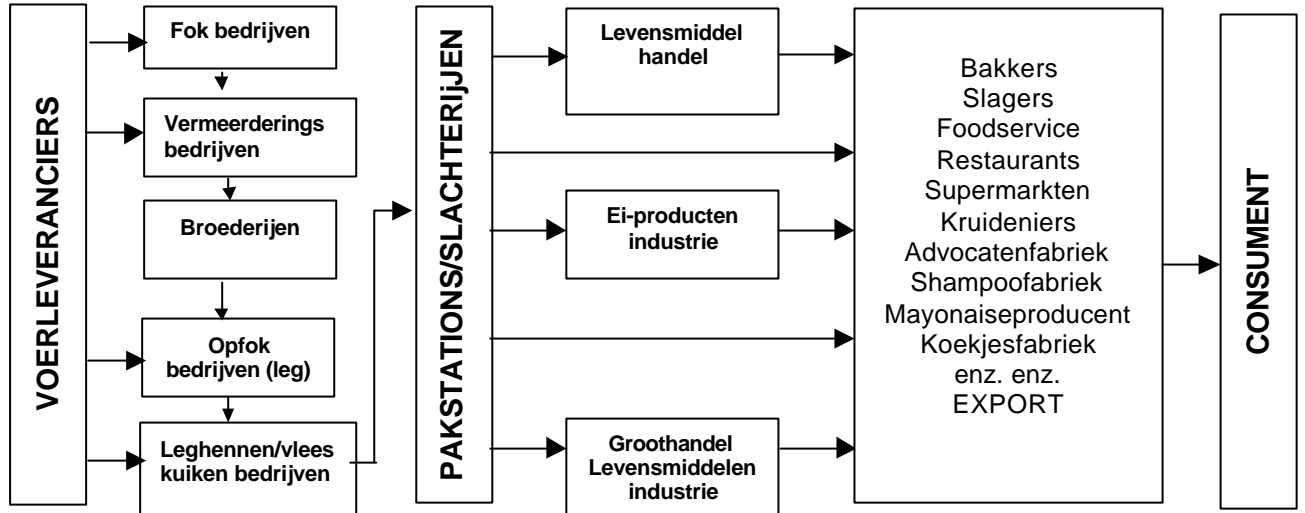 VOERLEVERANCIERS
Fok bedrijven
Vermeerderings
bedrijven
Broederijen
Opfok
bedrijven (leg)
Leghennen/vlees
kuiken bedrijven
PAKSTATIONS/SLACHTERIjJEN
Levensmiddel
handel
Ei-producten
industrie
Groothandel
Levensmiddelen
industrie
Bakkers
Slagers
Foodservice
Restaurants
Supermarkten
Kruideniers
Advocatenfabriek
Shampoofabriek
Mayonaiseproducent
Koekjesfabriek
enz. enz.
EXPORT
CONSUMENT